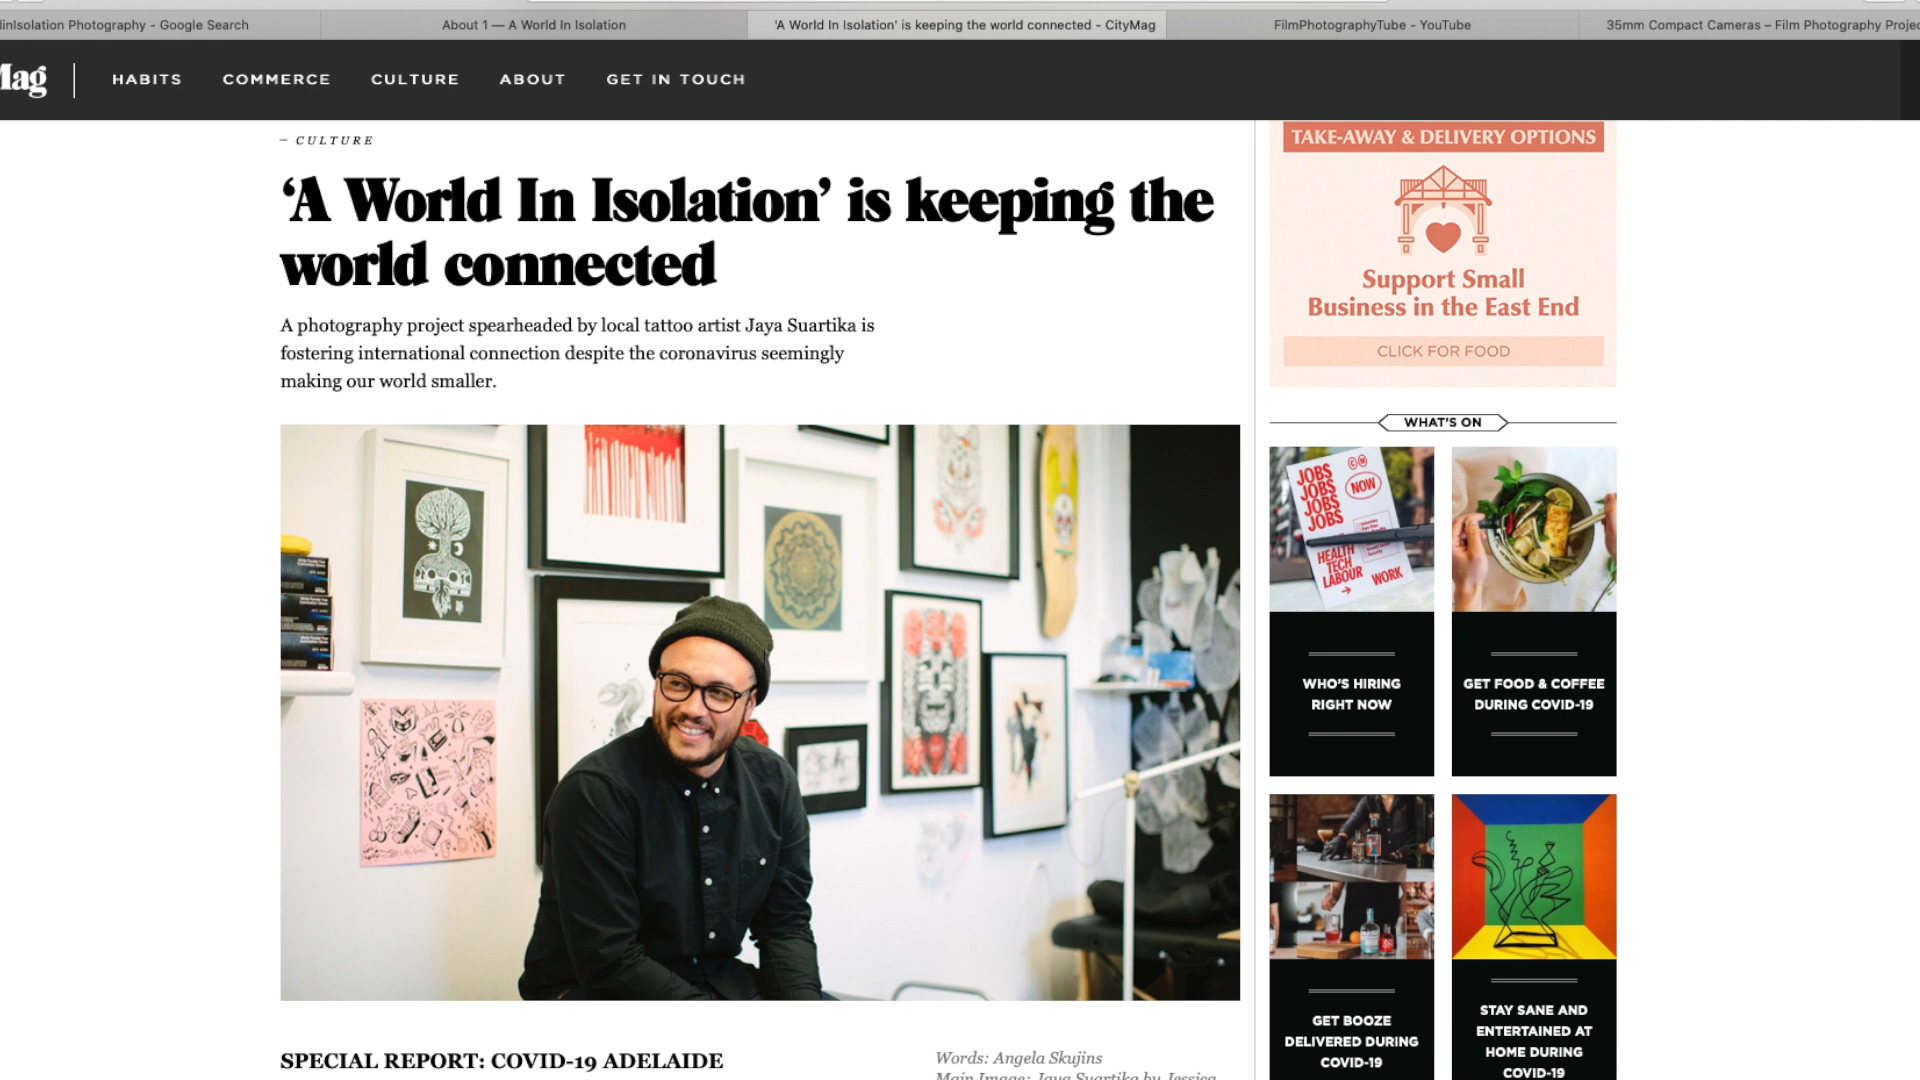 inIsolation Photography - Google Search
About 1 — A World In Isolation
'A World In Isolation' is keeping the world connected - CityMag
FilmPhotographyTube - YouTube
35mm Compact Cameras – Film Photography Projec
Mag
HABITS
COMMERCE
CULTURE
ABOUT
GET IN TOUCH
– CULTURE
‘A World In Isolation’ is keeping the
world connected
A photography project spearheaded by local tattoo artist Jaya Suartika is
fostering international connection despite the coronavirus seemingly
making our world smaller.
SPECIAL REPORT: COVID-19 ADELAIDE
Words: Angela Skujins
Main Image: Jaya Suartika by Jessica
TAKE-AWAY & DELIVERY OPTIONS
Support Small
Business in the East End
CLICK FOR FOOD
WHAT'S ON
JOBS
JOBS
JOBS
JOBS
C M
NOW
HEALTH
TECH
LABOUR
WORK
WHO'S HIRING
RIGHT NOW
GET FOOD & COFFEE
DURING COVID-19
GET BOOZE
DELIVERED DURING
COVID-19
STAY SANE AND
ENTERTAINED AT
HOME DURING
COVID-19